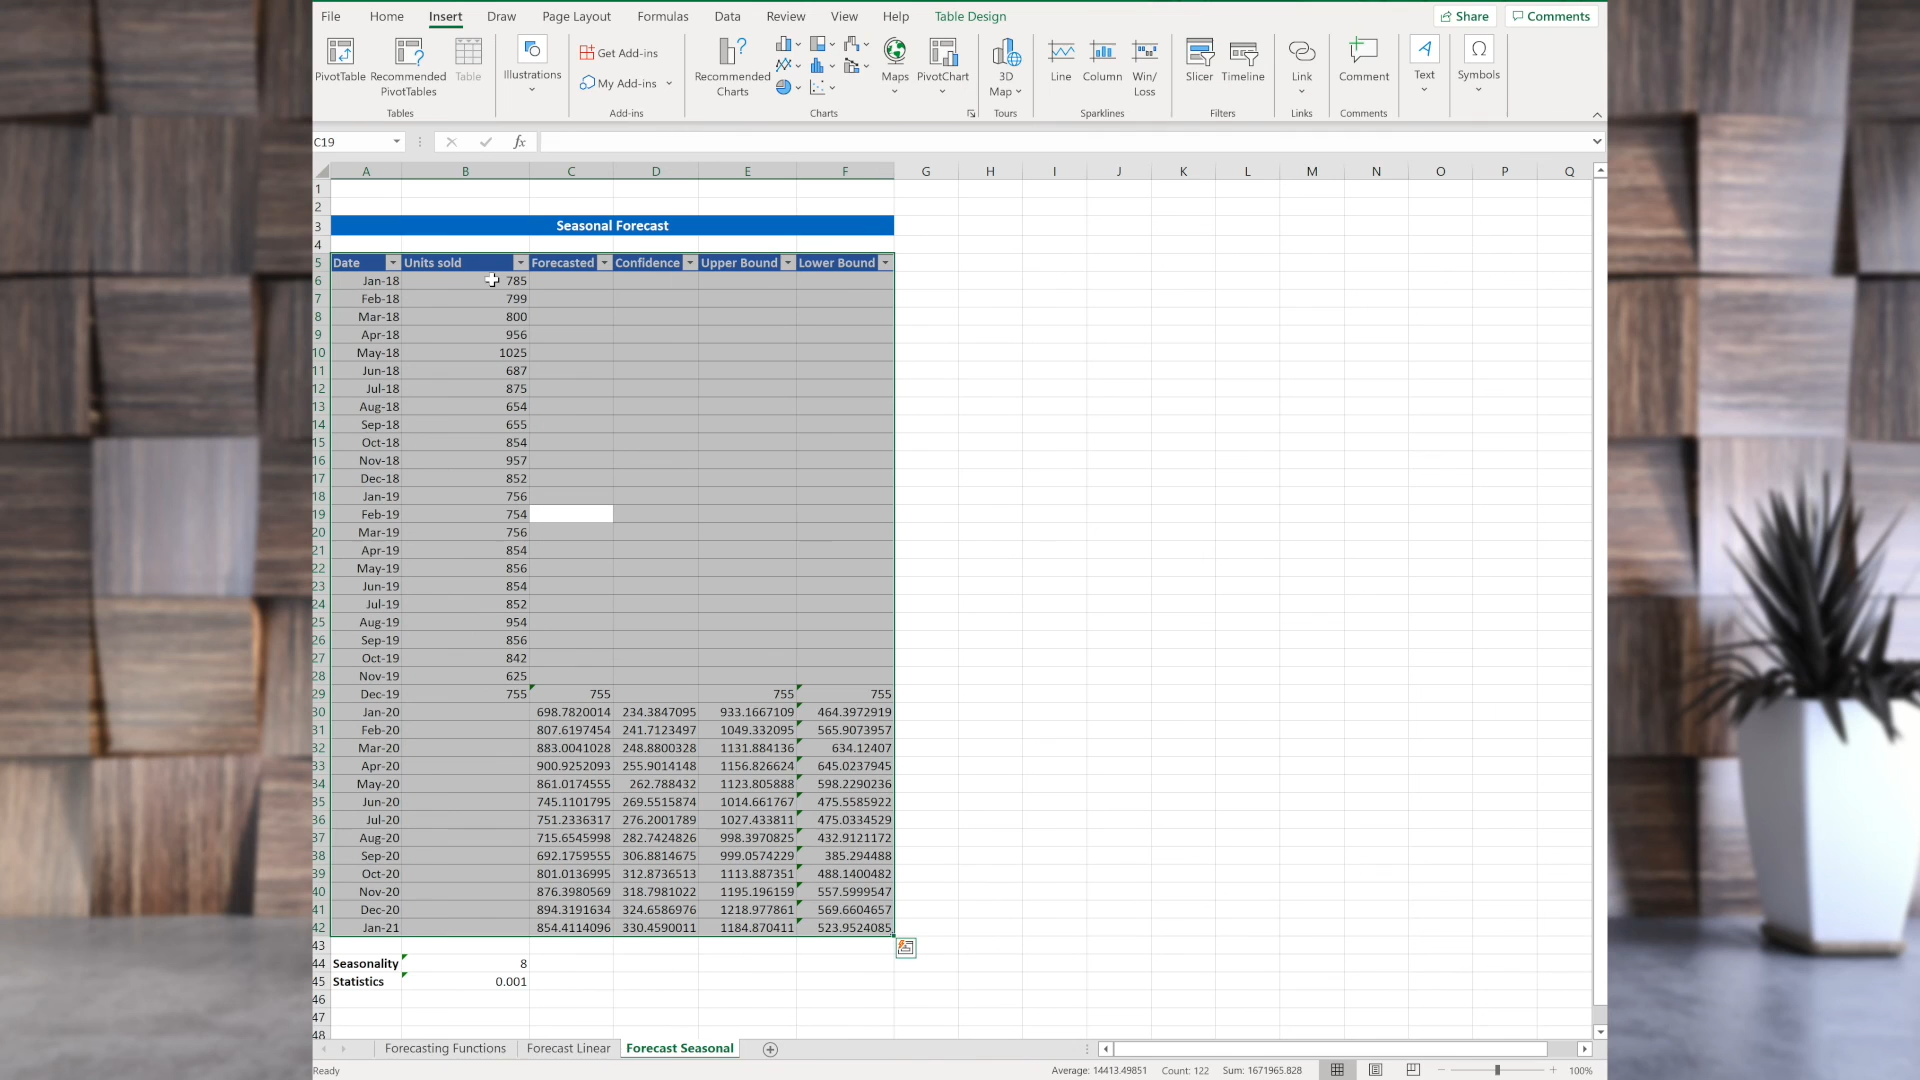 File Home Insert Draw Page Layout Formulas Data Review View Help Table Design Share Comments
PivotTable Recommended PivotTables Table Illustrations Get Add-ins My Add-ins Recommended Charts Maps PivotChart 3D Map Line Column Win/Loss Slicer Timeline Link Comment Text Symbols
Tables Add-ins Charts Tours Sparklines Filters Links Comments
C19 fx
A B C D E F G H I J K L M N O P Q
1
2
3 Seasonal Forecast
4
5 Date Units sold Forecasted Confidence Upper Bound Lower Bound
6 Jan-18 785
7 Feb-18 799
8 Mar-18 800
9 Apr-18 956
10 May-18 1025
11 Jun-18 687
12 Jul-18 875
13 Aug-18 654
14 Sep-18 655
15 Oct-18 854
16 Nov-18 957
17 Dec-18 852
18 Jan-19 756
19 Feb-19 754
20 Mar-19 756
21 Apr-19 854
22 May-19 856
23 Jun-19 854
24 Jul-19 852
25 Aug-19 954
26 Sep-19 856
27 Oct-19 842
28 Nov-19 625
29 Dec-19 755 755 755 755
30 Jan-20 698.7820014 234.3847095 933.1667109 464.3972919
31 Feb-20 807.6197454 241.7123497 1049.332095 565.9073957
32 Mar-20 883.0041028 248.8800328 1131.884136 634.12407
33 Apr-20 900.9252093 255.9014148 1156.826624 645.0237945
34 May-20 861.0174555 262.788432 1123.805888 598.2290236
35 Jun-20 745.1101795 269.5515874 1014.661767 475.5585922
36 Jul-20 751.2336317 276.2001789 1027.433811 475.0334529
37 Aug-20 715.6545998 282.7424826 998.3970825 432.9121172
38 Sep-20 692.1759555 306.8814675 999.0574229 385.294488
39 Oct-20 801.0136995 312.8736513 1113.887351 488.1400482
40 Nov-20 876.3980569 318.7981022 1195.196159 557.5999547
41 Dec-20 894.3191634 324.6586976 1218.977861 569.6604657
42 Jan-21 854.4114096 330.4590011 1184.870411 523.9524085
43
44 Seasonality 8
45 Statistics 0.001
46
47
48
Forecasting Functions Forecast Linear Forecast Seasonal
Ready Average: 14413.49851 Count: 122 Sum: 1671965.828 100%